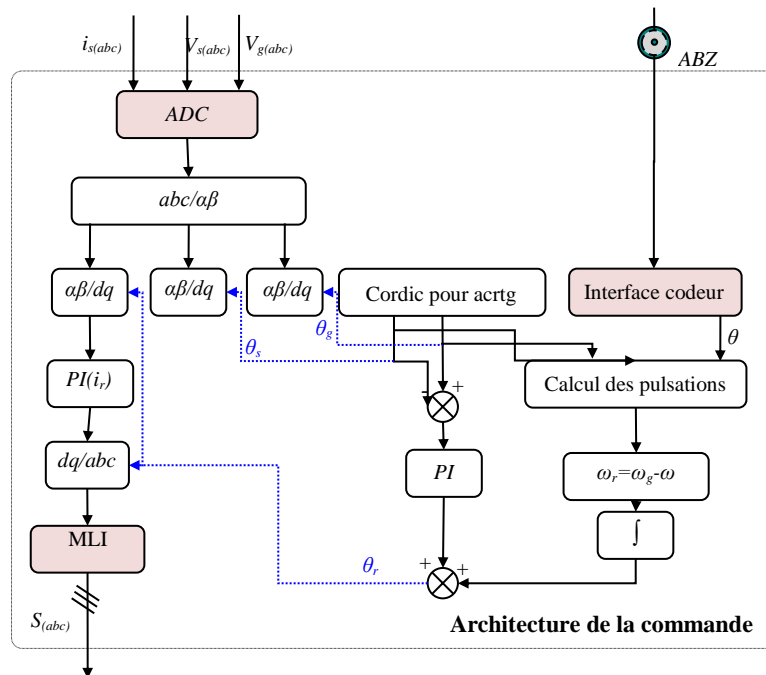 i_s(abc)
V_s(abc)
V_g(abc)
ABZ
ADC
abc/αβ
αβ/dq
αβ/dq
αβ/dq
Cordic pour acrtg
Interface codeur
θ_g
θ_s
θ
PI(i_r)
-
+
Calcul des pulsations
dq/abc
PI
ω_r=ω_g-ω
MLI
∫
θ_r
+
+
S_(abc)
Architecture de la commande